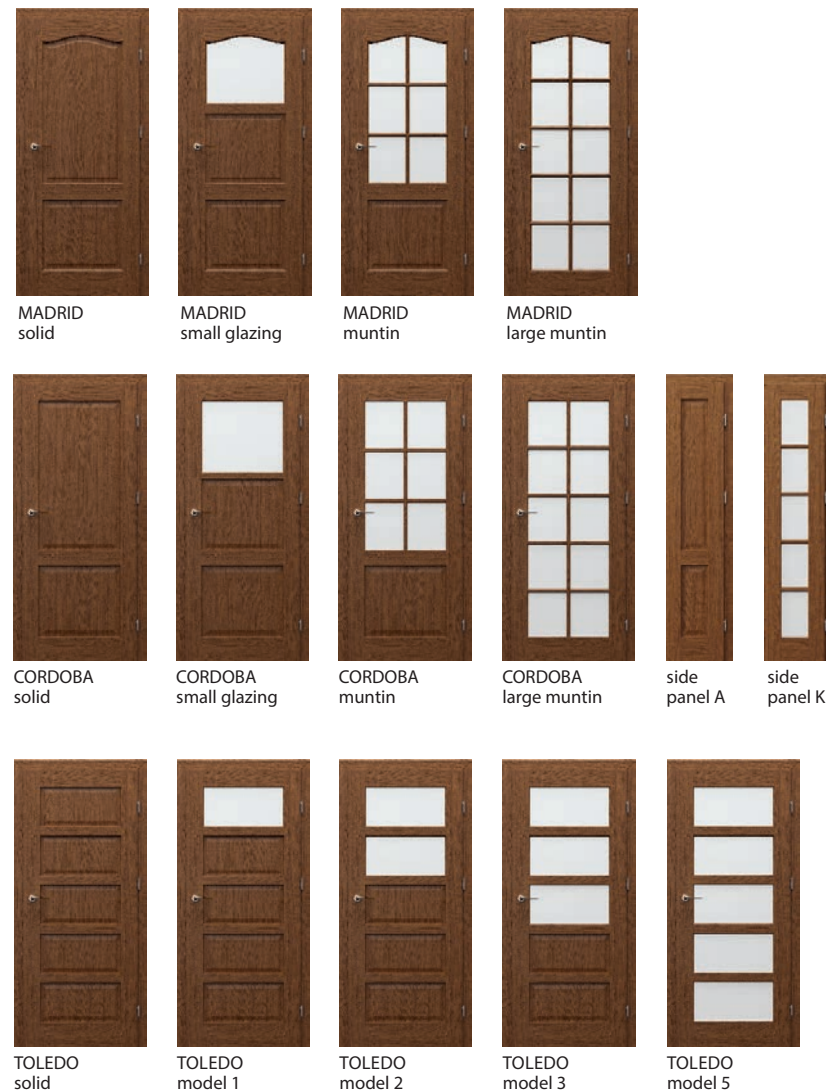 MADRID
solid
MADRID
small glazing
MADRID
muntin
MADRID
large muntin
CORDOBA
solid
CORDOBA
small glazing
CORDOBA
muntin
CORDOBA
large muntin
side
panel A
side
panel K
TOLEDO
solid
TOLEDO
model 1
TOLEDO
model 2
TOLEDO
model 3
TOLEDO
model 5